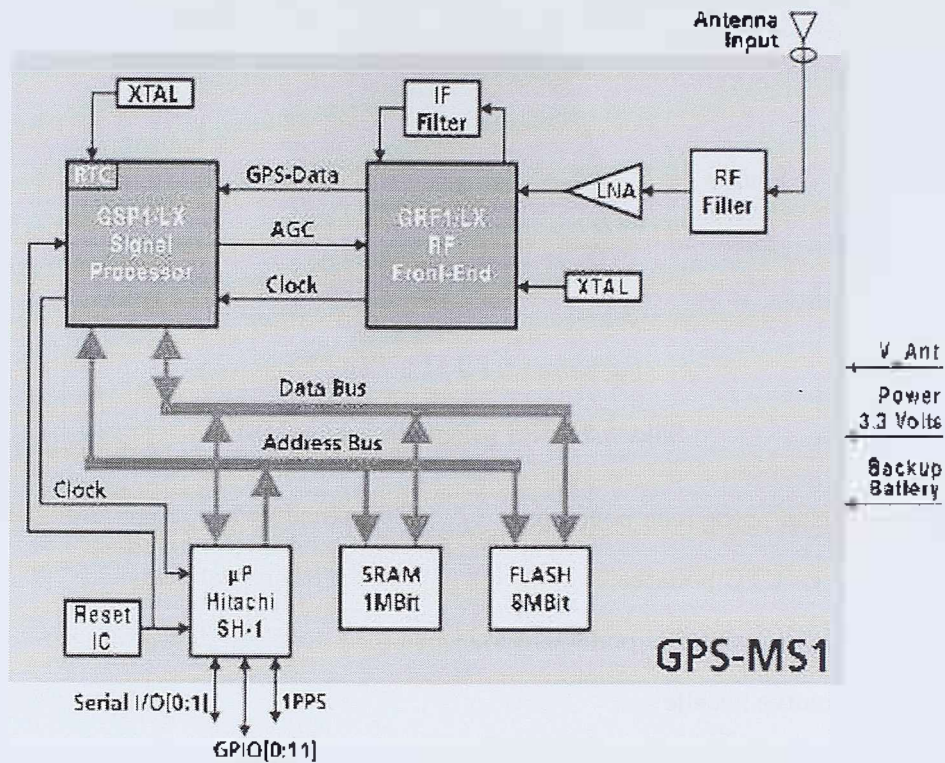 Antenna
Input
XTAL
IF
Filter
RTC
GPS-Data
LNA
RF
Filter
GSP1/LX
Signal
Processor
AGC
GRF1/LX
RF
Front-End
Clock
XTAL
V_Ant
Data Bus
Power
3.3 Volts
Address Bus
Backup
Battery
Clock
µP
Hitachi
SH-1
SRAM
1MBit
FLASH
8MBit
Reset
IC
GPS-MS1
Serial I/O[0:1]
1PPS
GPIO[0:11]